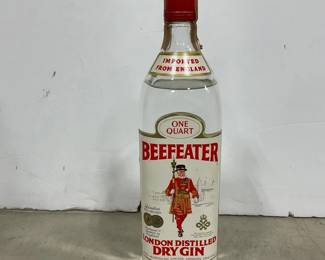 IMPORTED
FROM ENGLAND
ONE
QUART
BEEFEATER
LONDON DISTILLED
DRY GIN